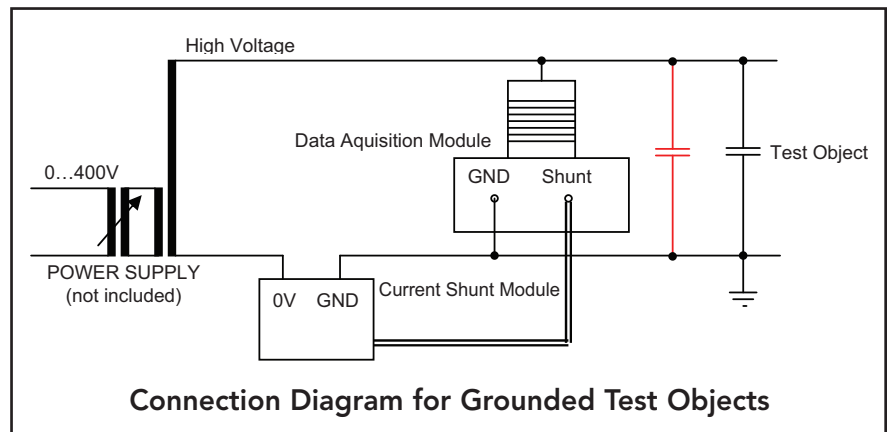 High Voltage
Data Aquisition Module
0…400V
GND Shunt
Test Object
POWER SUPPLY
(not included)
0V GND
Current Shunt Module
Connection Diagram for Grounded Test Objects